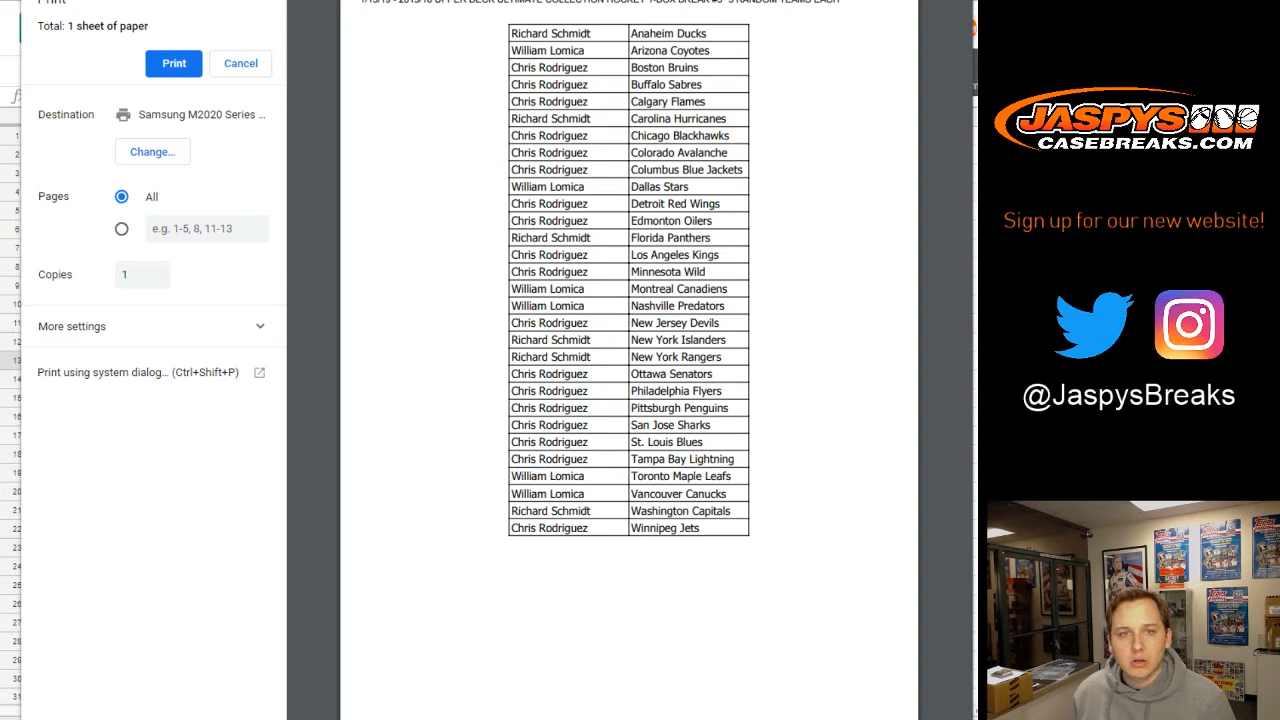 Print
Total: 1 sheet of paper
Print Cancel
Destination Samsung M2020 Series ...
Change...
Pages All
e.g. 1-5, 8, 11-13
Copies 1
More settings
Print using system dialog... (Ctrl+Shift+P)
Richard Schmidt Anaheim Ducks
William Lomica Arizona Coyotes
Chris Rodriguez Boston Bruins
Chris Rodriguez Buffalo Sabres
Chris Rodriguez Calgary Flames
Richard Schmidt Carolina Hurricanes
Chris Rodriguez Chicago Blackhawks
Chris Rodriguez Colorado Avalanche
Chris Rodriguez Columbus Blue Jackets
William Lomica Dallas Stars
Chris Rodriguez Detroit Red Wings
Chris Rodriguez Edmonton Oilers
Richard Schmidt Florida Panthers
Chris Rodriguez Los Angeles Kings
Chris Rodriguez Minnesota Wild
William Lomica Montreal Canadiens
William Lomica Nashville Predators
Chris Rodriguez New Jersey Devils
Richard Schmidt New York Islanders
Richard Schmidt New York Rangers
Chris Rodriguez Ottawa Senators
Chris Rodriguez Philadelphia Flyers
Chris Rodriguez Pittsburgh Penguins
Chris Rodriguez San Jose Sharks
Chris Rodriguez St. Louis Blues
Chris Rodriguez Tampa Bay Lightning
William Lomica Toronto Maple Leafs
William Lomica Vancouver Canucks
Richard Schmidt Washington Capitals
Chris Rodriguez Winnipeg Jets
JASPYS
CASEBREAKS.COM
Sign up for our new website!
@JaspysBreaks